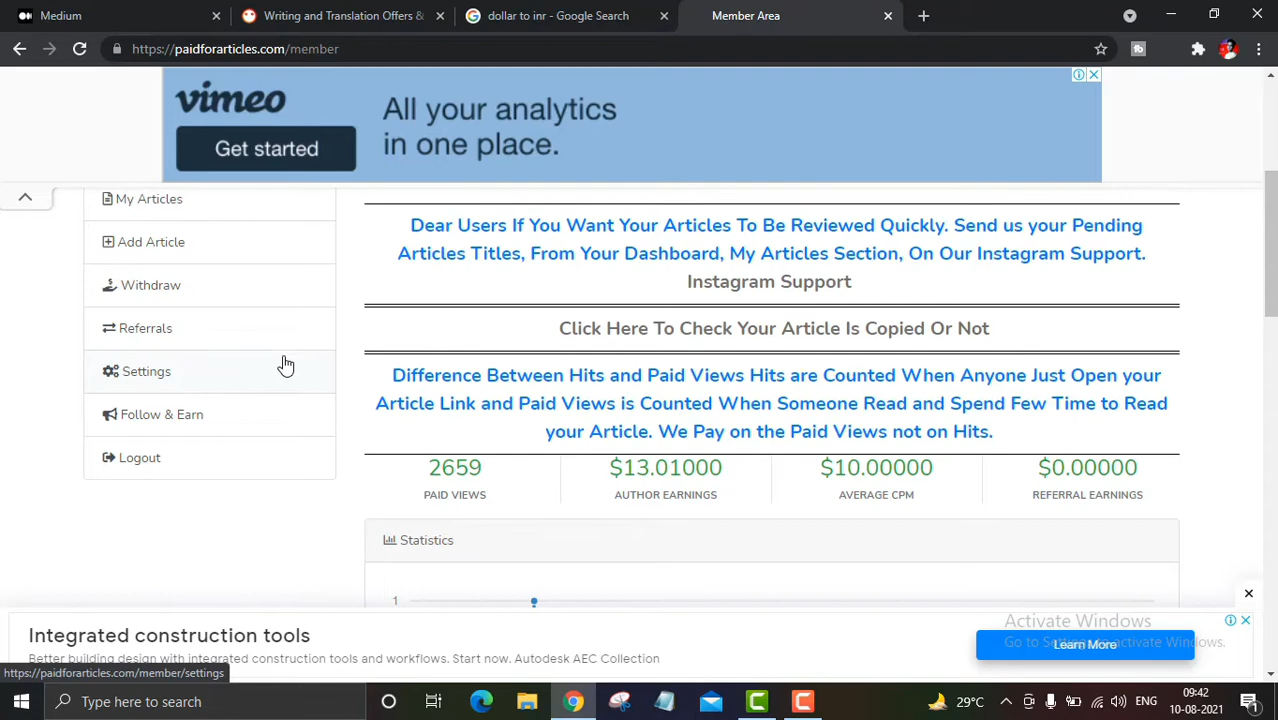 Medium
Writing and Translation Offers &
dollar to inr - Google Search
Member Area
https://paidforarticles.com/member
vimeo
Get started
All your analytics
in one place.
My Articles
Add Article
Withdraw
Referrals
Settings
Follow & Earn
Logout
Dear Users If You Want Your Articles To Be Reviewed Quickly. Send us your Pending
Articles Titles, From Your Dashboard, My Articles Section, On Our Instagram Support.
Instagram Support
Click Here To Check Your Article Is Copied Or Not
Difference Between Hits and Paid Views Hits are Counted When Anyone Just Open your
Article Link and Paid Views is Counted When Someone Read and Spend Few Time to Read
your Article. We Pay on the Paid Views not on Hits.
2659
PAID VIEWS
$13.01000
AUTHOR EARNINGS
$10.00000
AVERAGE CPM
$0.00000
REFERRAL EARNINGS
Statistics
1
Integrated construction tools
Better building design with integrated construction tools and workflows. Start now. Autodesk AEC Collection
Learn More
Activate Windows
Go to Settings to activate Windows.
https://paidforarticles.com/member/settings
Type here to search
29°C
ENG
09:42
10-08-2021